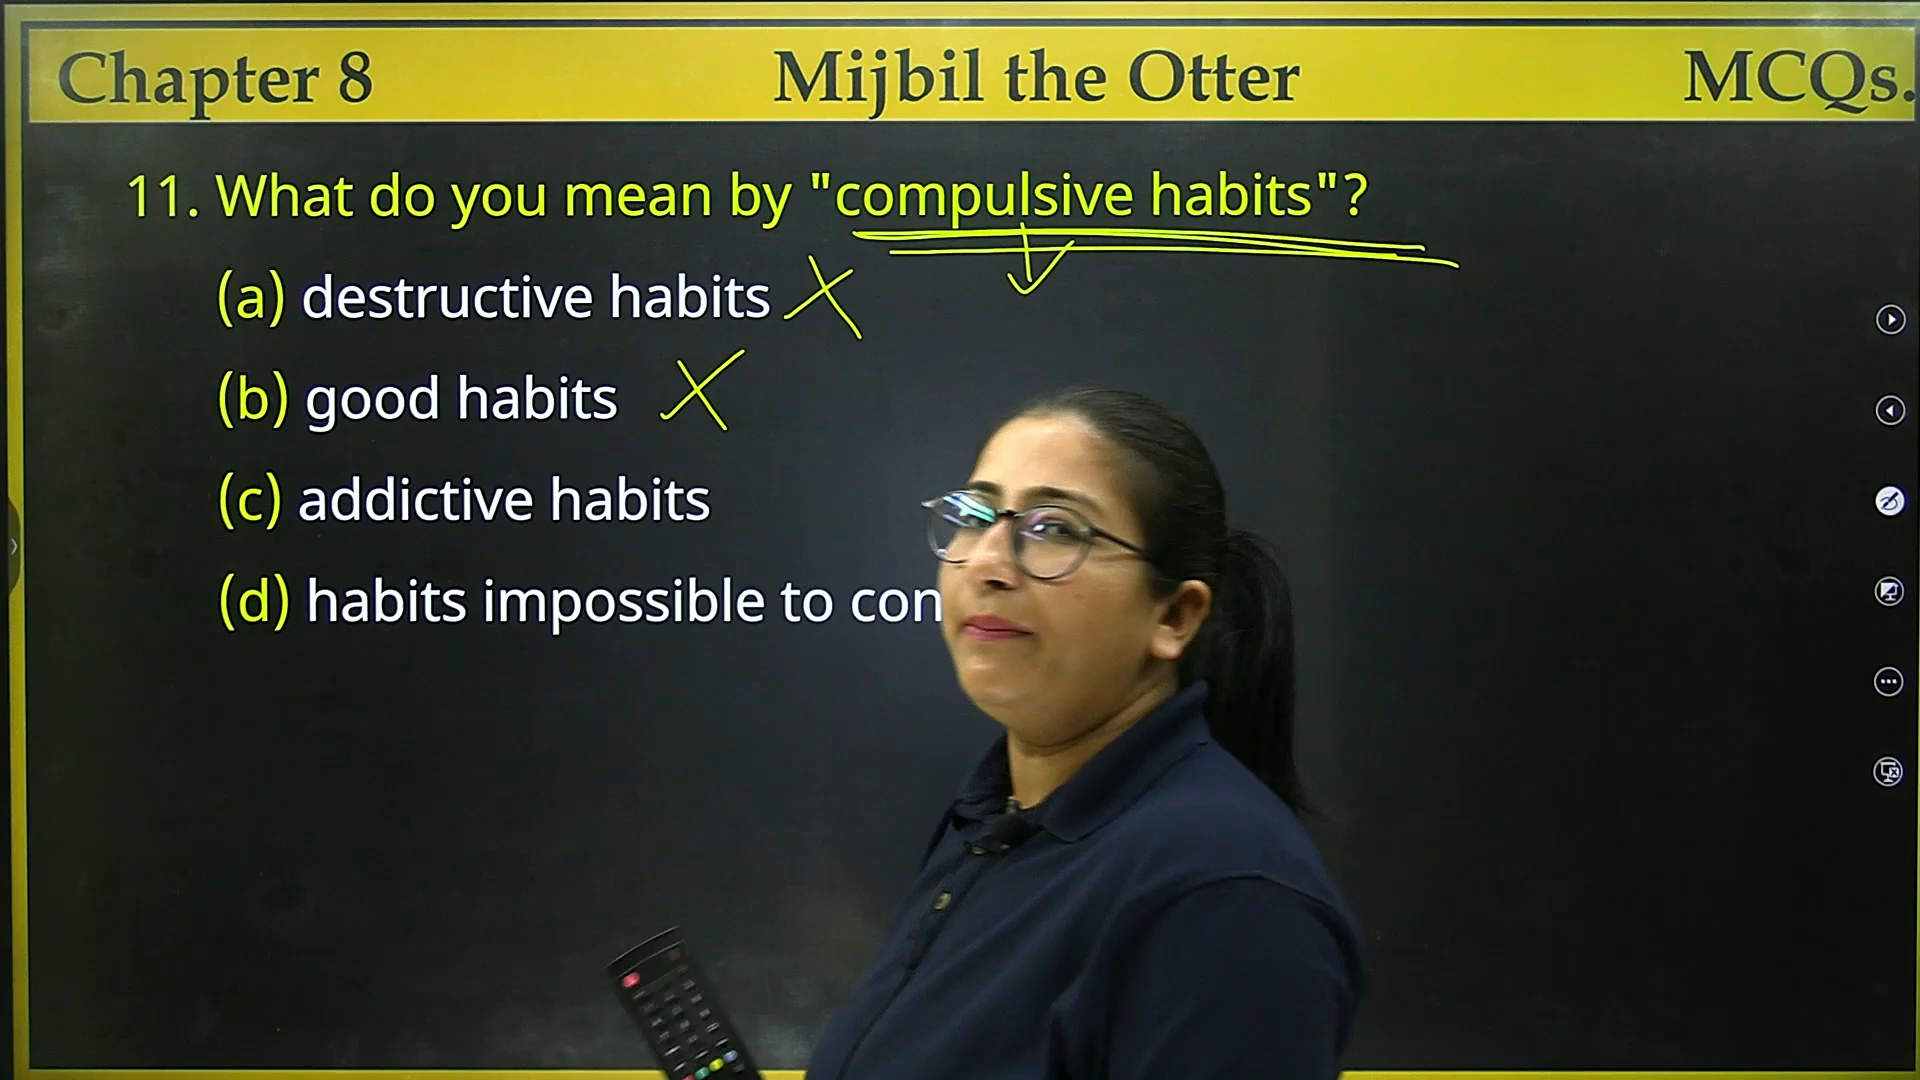 Chapter 8 Mijbil the Otter MCQs.
11. What do you mean by "compulsive habits"?
(a) destructive habits
(b) good habits
(c) addictive habits
(d) habits impossible to con